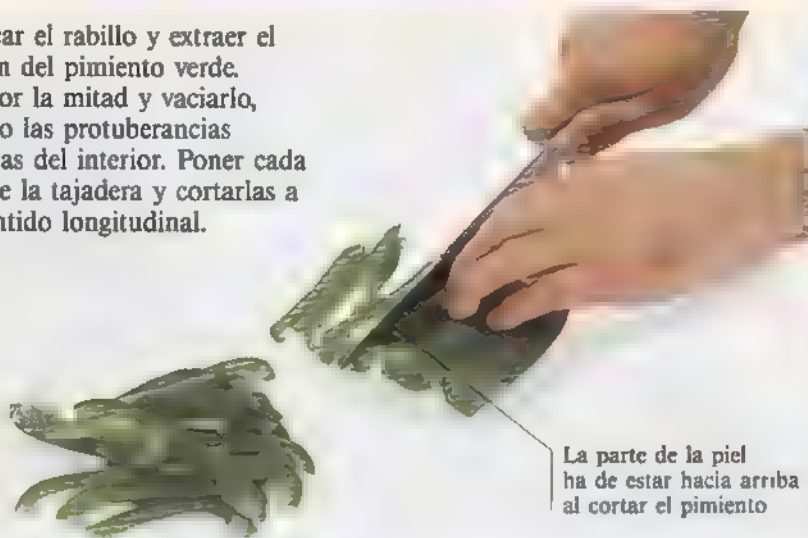 ar el rabillo y extraer el
n del pimiento verde.
or la mitad y vaciarlo,
o las protuberancias
as del interior. Poner cada
e la tajadera y cortarlas a
ntido longitudinal.
La parte de la piel
ha de estar hacia arriba
al cortar el pimiento